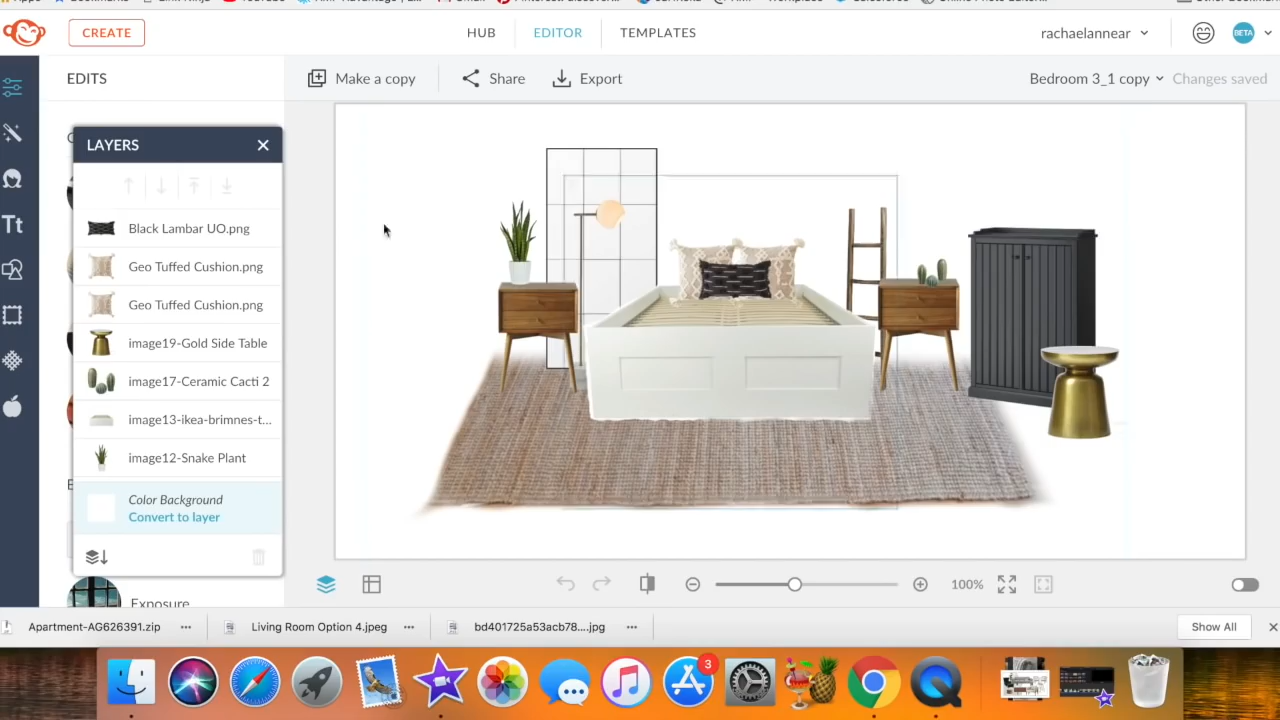 CREATE
HUB
EDITOR
TEMPLATES
rachaelannear
BETA
EDITS
Make a copy
Share
Export
Bedroom 3_1 copy
Changes saved
LAYERS
Black Lambar UO.png
Geo Tuffed Cushion.png
Geo Tuffed Cushion.png
image19-Gold Side Table
image17-Ceramic Cacti 2
image13-ikea-brimnes-t...
image12-Snake Plant
Color Background
Convert to layer
Exposure
Tt
100%
Apartment-AG626391.zip
Living Room Option 4.jpeg
bd401725a53acb78....jpg
Show All
3